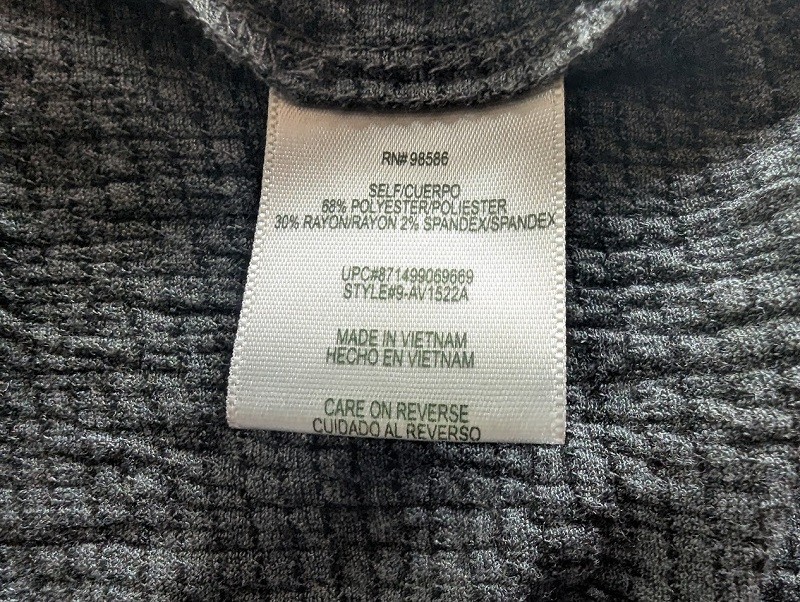 RN# 98586
SELF/CUERPO
68% POLYESTER/POLIESTER
30% RAYON/RAYON 2% SPANDEX/SPANDEX
UPC#871499069669
STYLE#9-AV1522A
MADE IN VIETNAM
HECHO EN VIETNAM
CARE ON REVERSE
CUIDADO AL REVERSO